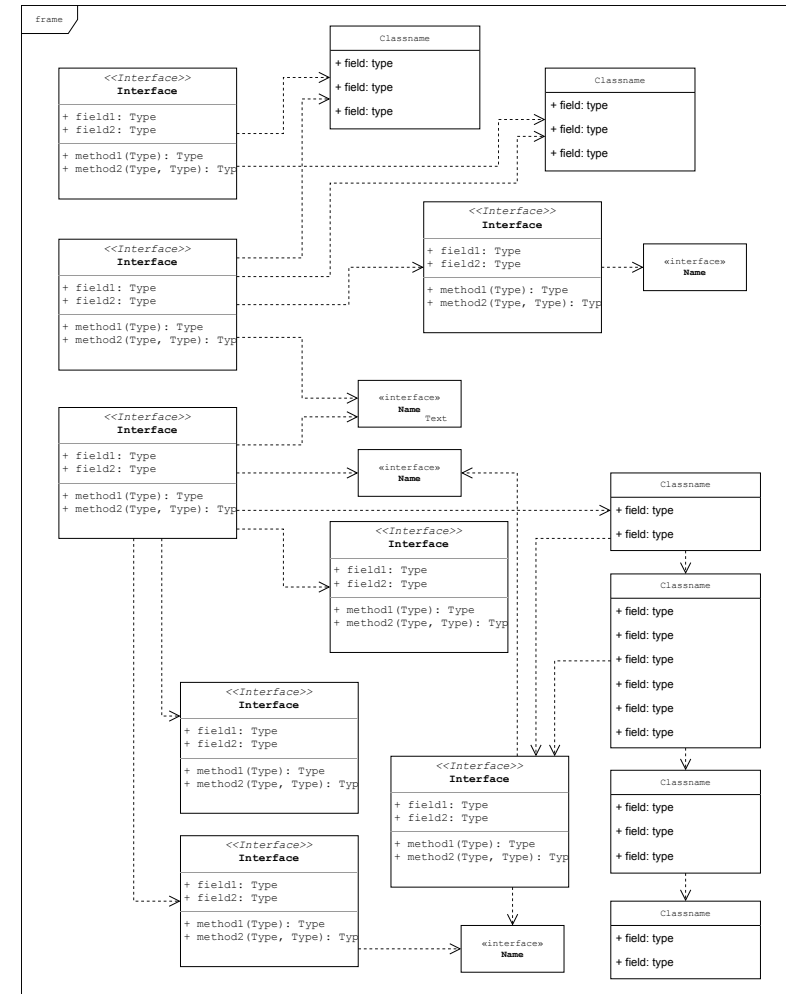 frame
Classname
+ field: type
+ field: type
+ field: type
<<Interface>>
Interface
+ field1: Type
+ field2: Type
+ method1(Type): Type
+ method2(Type, Type): Typ
Classname
+ field: type
+ field: type
+ field: type
<<Interface>>
Interface
+ field1: Type
+ field2: Type
+ method1(Type): Type
+ method2(Type, Type): Typ
<<Interface>>
Interface
+ field1: Type
+ field2: Type
+ method1(Type): Type
+ method2(Type, Type): Typ
«interface»
Name
«interface»
Name
Text
<<Interface>>
Interface
+ field1: Type
+ field2: Type
+ method1(Type): Type
+ method2(Type, Type): Typ
«interface»
Name
Classname
+ field: type
+ field: type
<<Interface>>
Interface
+ field1: Type
+ field2: Type
+ method1(Type): Type
+ method2(Type, Type): Typ
Classname
+ field: type
+ field: type
+ field: type
+ field: type
+ field: type
+ field: type
<<Interface>>
Interface
+ field1: Type
+ field2: Type
+ method1(Type): Type
+ method2(Type, Type): Typ
<<Interface>>
Interface
+ field1: Type
+ field2: Type
+ method1(Type): Type
+ method2(Type, Type): Typ
Classname
+ field: type
+ field: type
+ field: type
<<Interface>>
Interface
+ field1: Type
+ field2: Type
+ method1(Type): Type
+ method2(Type, Type): Typ
«interface»
Name
Classname
+ field: type
+ field: type